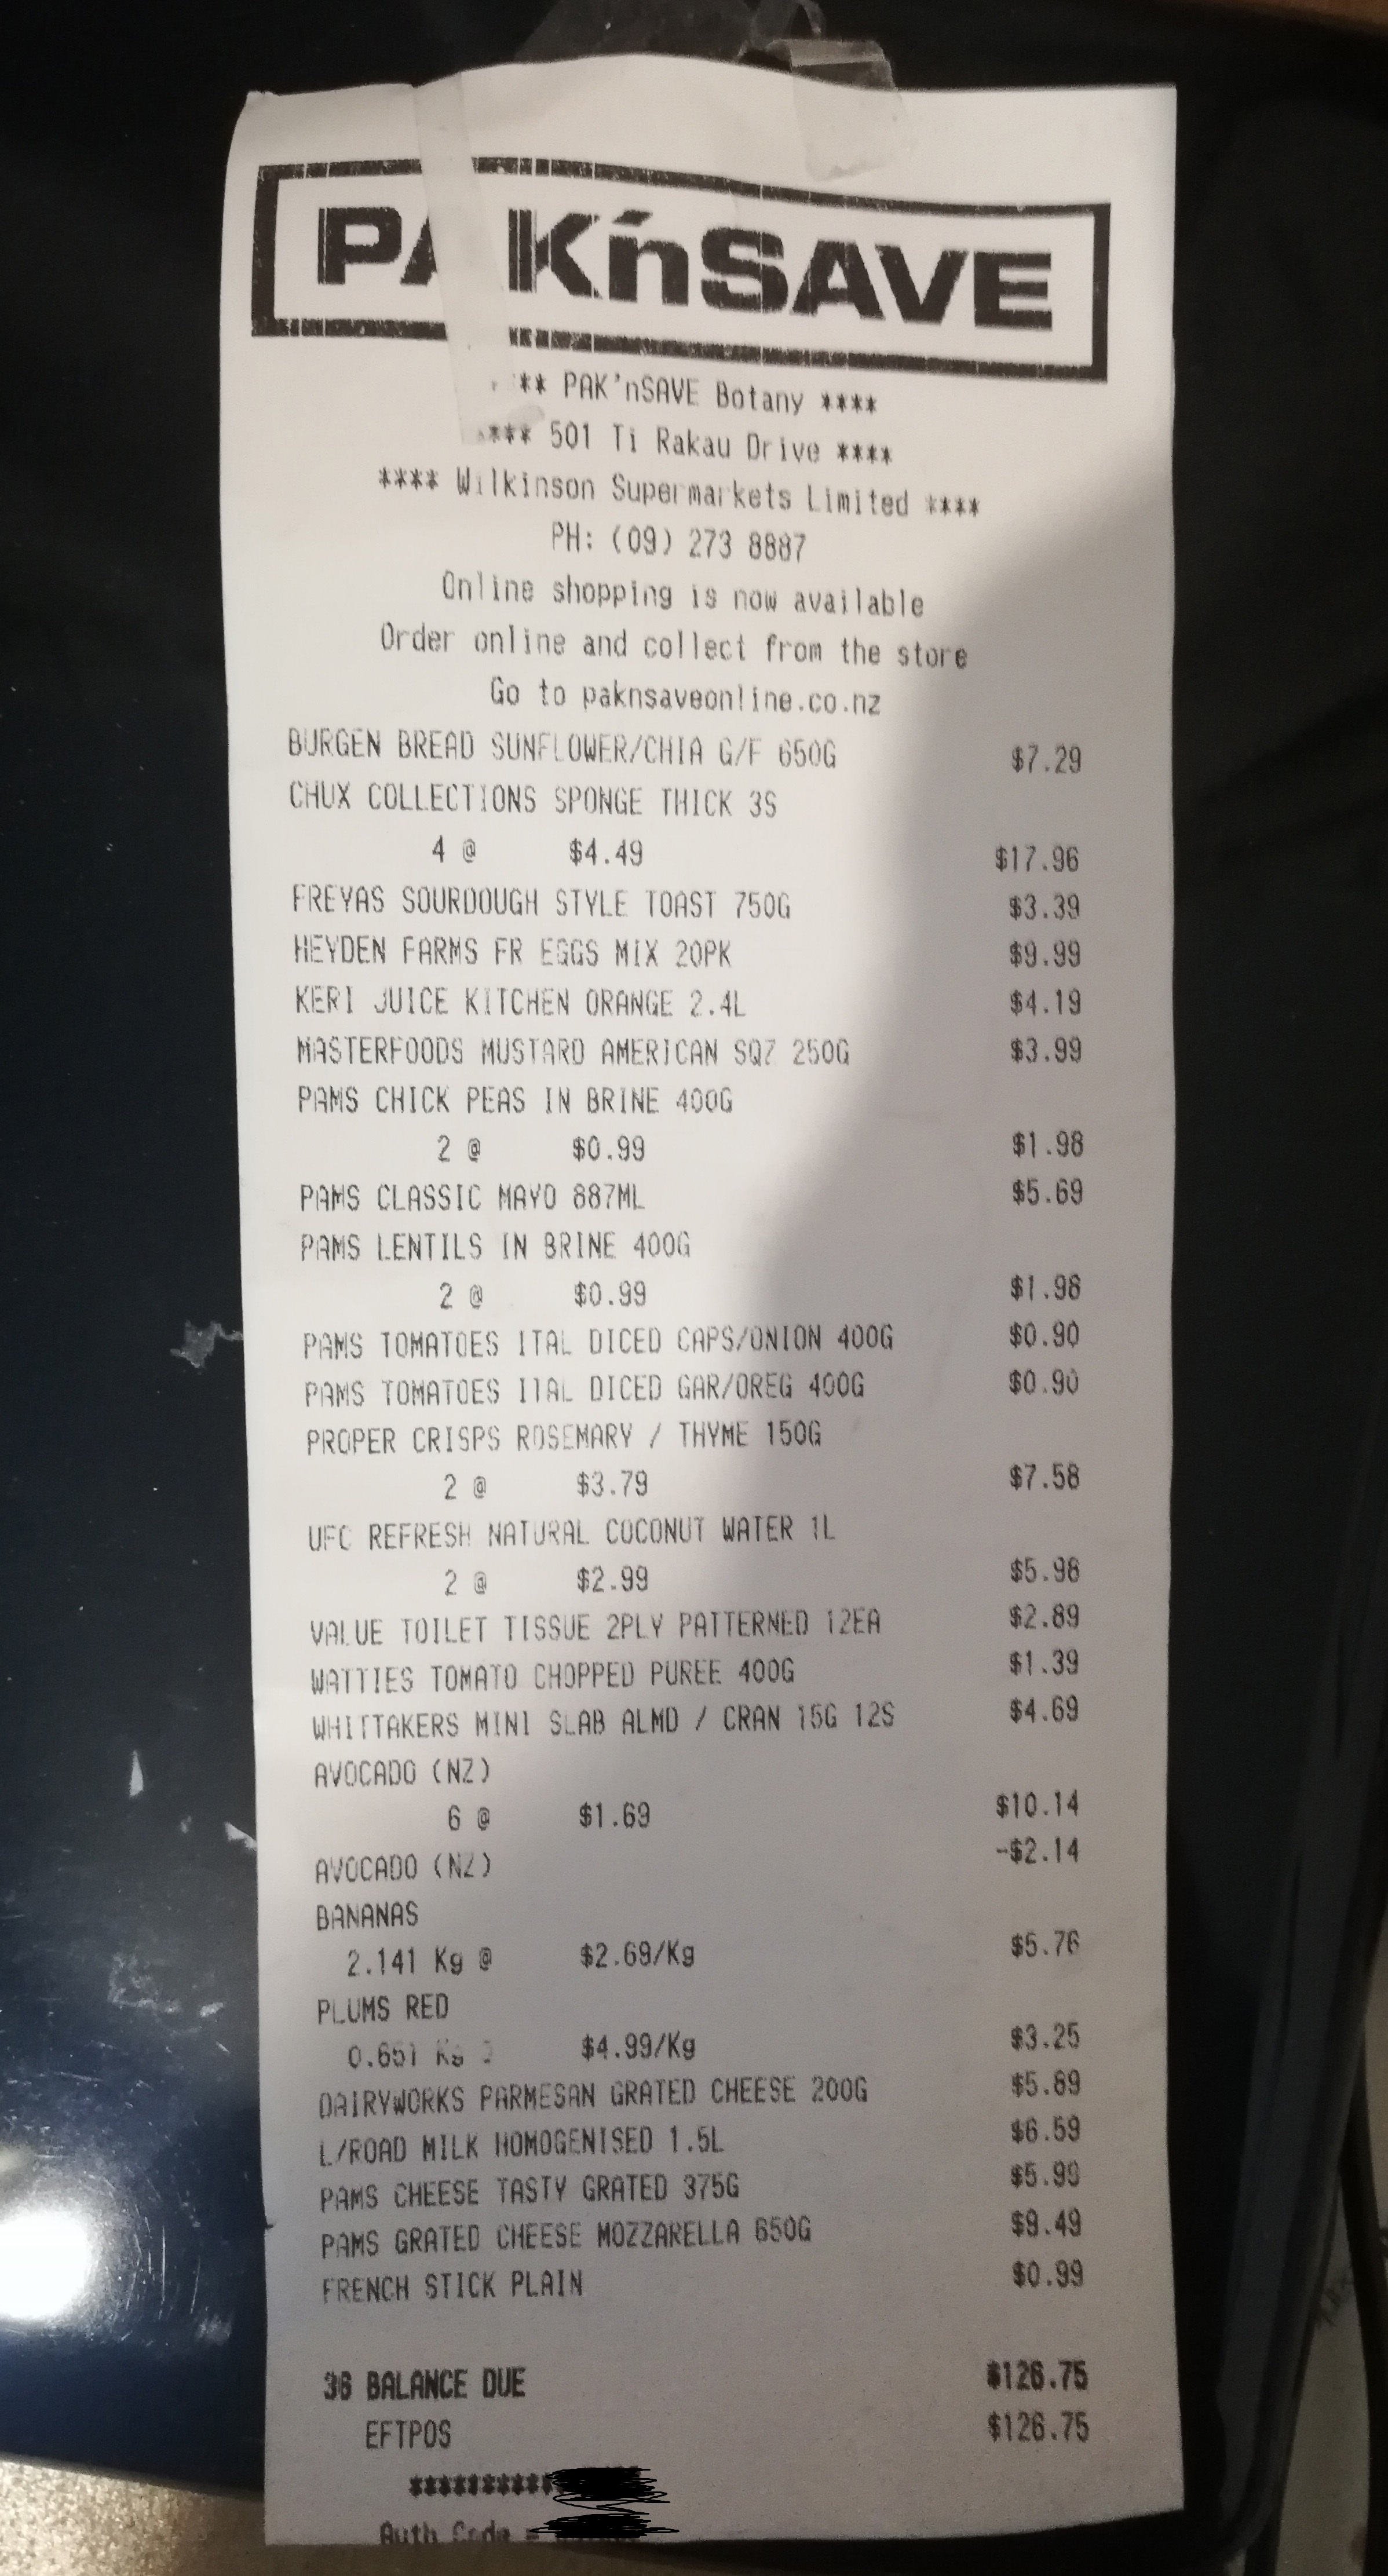 PAK'nSAVE
** PAK'nSAVE Botany ****
*** 501 Ti Rakau Drive ****
**** Wilkinson Supermarkets Limited ****
PH: (09) 273 8887
Online shopping is now available
Order online and collect from the store
Go to paknsaveonline.co.nz
BURGEN BREAD SUNFLOWER/CHIA G/F 650G $7.29
CHUX COLLECTIONS SPONGE THICK 3S
4 @ $4.49 $17.96
FREYAS SOURDOUGH STYLE TOAST 750G $3.39
HEYDEN FARMS FR EGGS MIX 20PK $9.99
KERI JUICE KITCHEN ORANGE 2.4L $4.19
MASTERFOODS MUSTARD AMERICAN SQZ 250G $3.99
PAMS CHICK PEAS IN BRINE 400G
2 @ $0.99 $1.98
PAMS CLASSIC MAYO 887ML $5.69
PAMS LENTILS IN BRINE 400G
2 @ $0.99 $1.98
PAMS TOMATOES ITAL DICED CAPS/ONION 400G $0.90
PAMS TOMATOES ITAL DICED GAR/OREG 400G $0.90
PROPER CRISPS ROSEMARY / THYME 150G
2 @ $3.79 $7.58
UFC REFRESH NATURAL COCONUT WATER 1L
2 @ $2.99 $5.98
VALUE TOILET TISSUE 2PLY PATTERNED 12EA $2.89
WATTIES TOMATO CHOPPED PUREE 400G $1.39
WHITTAKERS MINI SLAB ALMD / CRAN 15G 12S $4.69
AVOCADO (NZ)
6 @ $1.69 $10.14
AVOCADO (NZ) -$2.14
BANANAS
2.141 Kg @ $2.69/Kg $5.76
PLUMS RED
0.651 Kg $4.99/Kg $3.25
DAIRYWORKS PARMESAN GRATED CHEESE 200G $5.89
L/ROAD MILK HOMOGENISED 1.5L $6.59
PAMS CHEESE TASTY GRATED 375G $5.99
PAMS GRATED CHEESE MOZZARELLA 650G $9.49
FRENCH STICK PLAIN $0.99
36 BALANCE DUE $126.75
EFTPOS $126.75
**********
Auth Code =